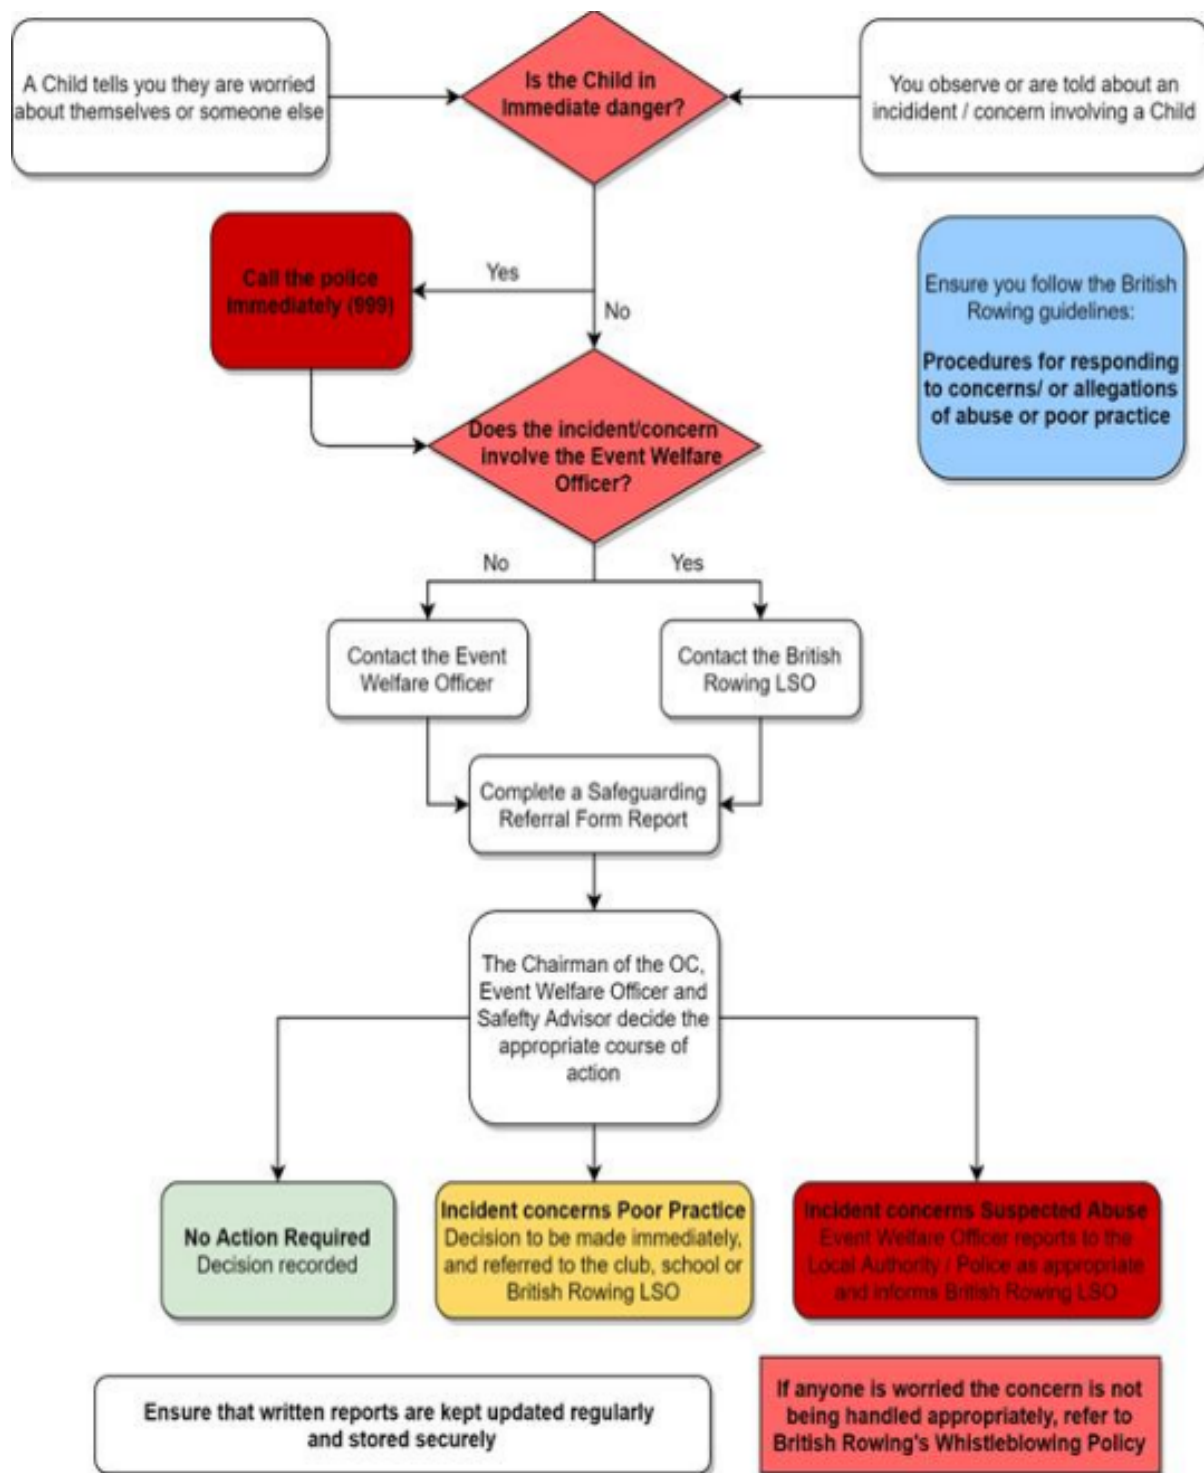 A Child tells you they are worried
about themselves or someone else
Is the Child in
Immediate danger?
You observe or are told about an
incidident / concern involving a Child
Call the police
immediately (999)
Yes
No
Ensure you follow the British
Rowing guidelines:
Procedures for responding
to concerns/ or allegations
of abuse or poor practice
Does the incident/concern
involve the Event Welfare
Officer?
No
Yes
Contact the Event
Welfare Officer
Contact the British
Rowing LSO
Complete a Safeguarding
Referral Form Report
The Chairman of the OC,
Event Welfare Officer and
Safefty Advisor decide the
appropriate course of
action
No Action Required
Decision recorded
Incident concerns Poor Practice
Decision to be made immediately,
and referred to the club, school or
British Rowing LSO
Incident concerns Suspected Abuse
Event Welfare Officer reports to the
Local Authority / Police as appropriate
and informs British Rowing LSO
Ensure that written reports are kept updated regularly
and stored securely
If anyone is worried the concern is not
being handled appropriately, refer to
British Rowing's Whistleblowing Policy